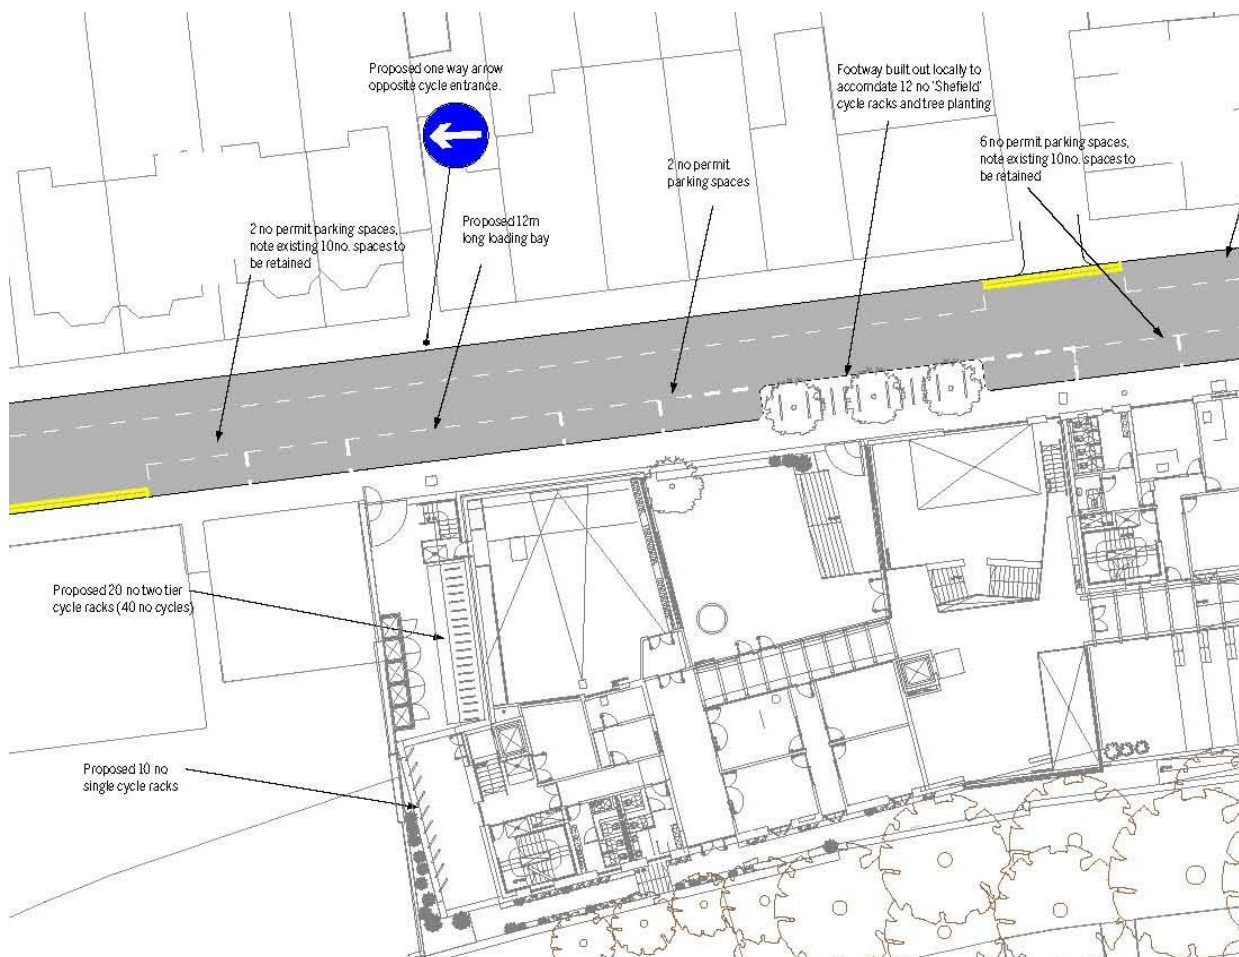 Proposed one way arrow
opposite cycle entrance.
Footway built out locally to
accomdate 12 no 'Shefield'
cycle racks and tree planting
6 no permit parking spaces,
note existing 10no. spaces to
be retained
2 no permit
parking spaces
2 no permit parking spaces,
note existing 10no. spaces to
be retained
Proposed 12m
long loading bay
Proposed 20 no two tier
cycle racks (40 no cycles)
Proposed 10 no
single cycle racks